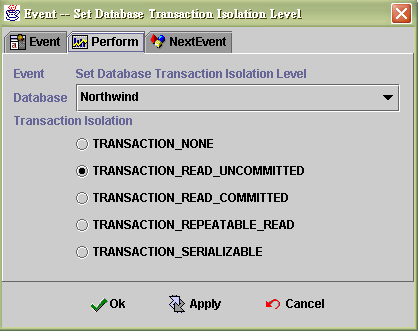 Event -- Set Database Transaction Isolation Level
Event Perform NextEvent
Event Set Database Transaction Isolation Level
Database Northwind
Transaction Isolation
TRANSACTION_NONE
TRANSACTION_READ_UNCOMMITTED
TRANSACTION_READ_COMMITTED
TRANSACTION_REPEATABLE_READ
TRANSACTION_SERIALIZABLE
Ok Apply Cancel